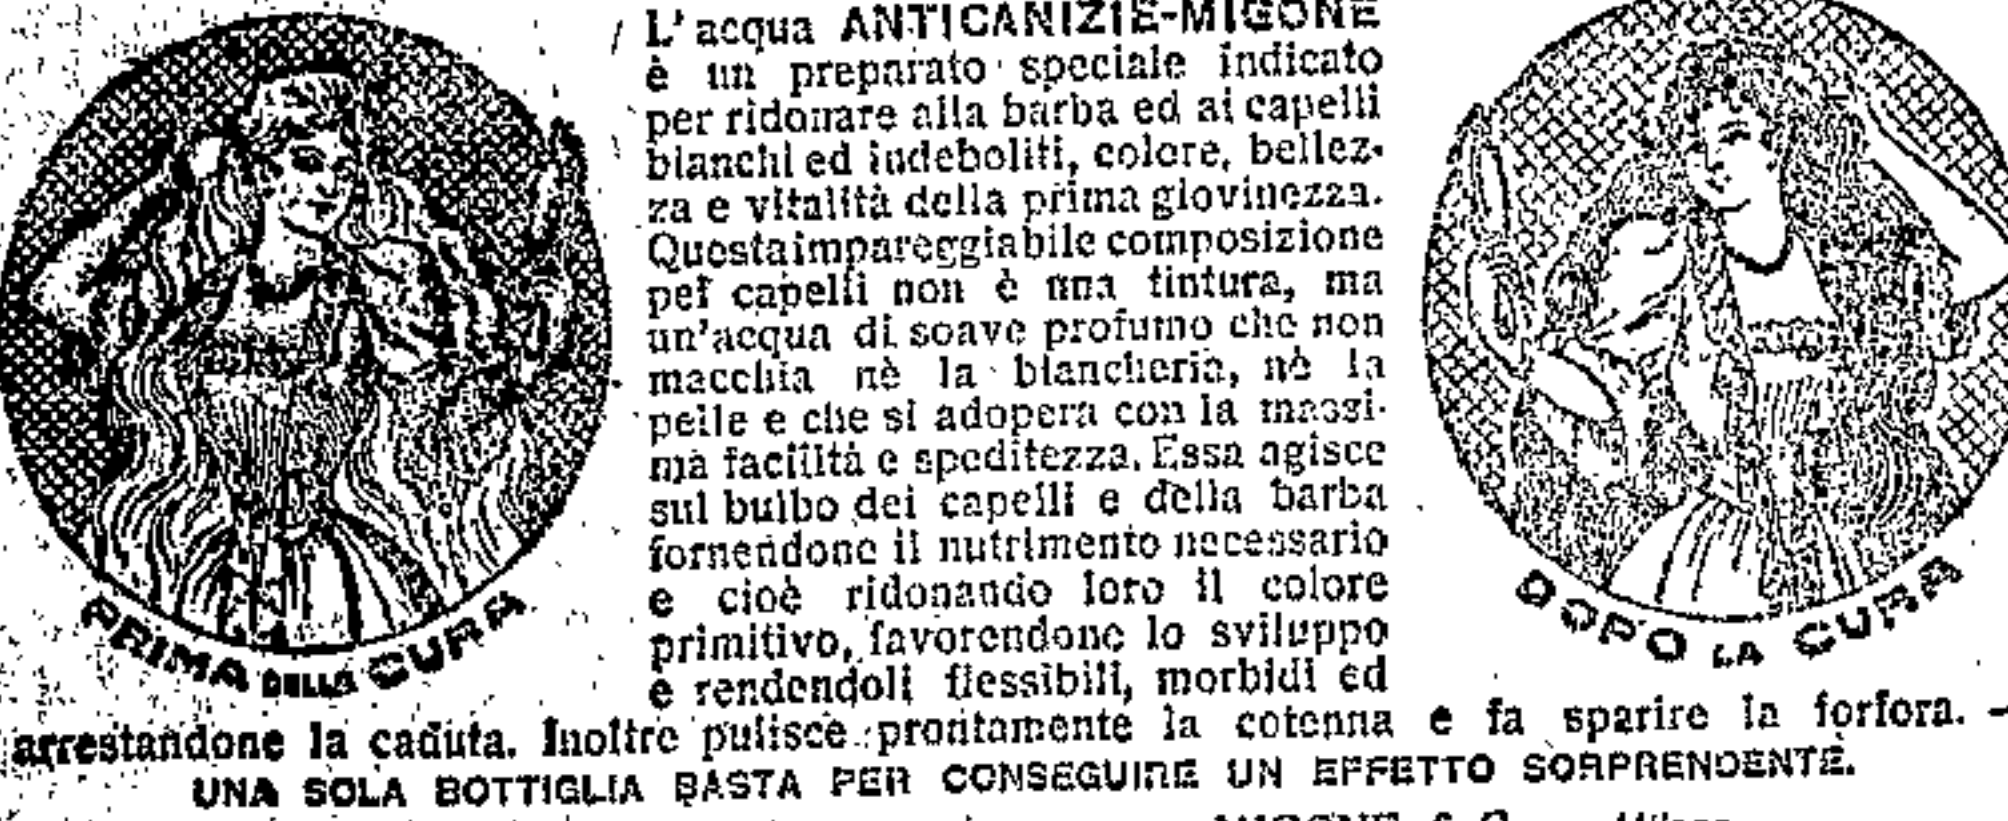 L'acqua ANTICANIZIE-MIGONE
è un preparato speciale indicato
per ridonare alla barba ed ai capelli
bianchi ed indeboliti, colore, bellez-
za e vitalità della prima giovinezza.
Questa impareggiabile composizione
pei capelli non è una tintura, ma
un'acqua di soave profumo che non
macchia nè la biancheria, nè la
pelle e che si adopera con la massi-
ma facilità e speditezza. Essa agisce
sul bulbo dei capelli e della barba
fornendone il nutrimento necessario
e cioè ridonando loro il colore
primitivo, favorendone lo sviluppo
e rendendoli flessibili, morbidi ed
arrestandone la caduta. Inoltre pulisce prontamente la cotenna e fa sparire la forfora. –
UNA SOLA BOTTIGLIA BASTA PER CONSEGUIRE UN EFFETTO SORPRENDENTE.
PRIMA DELLA CURA
DOPO LA CURA